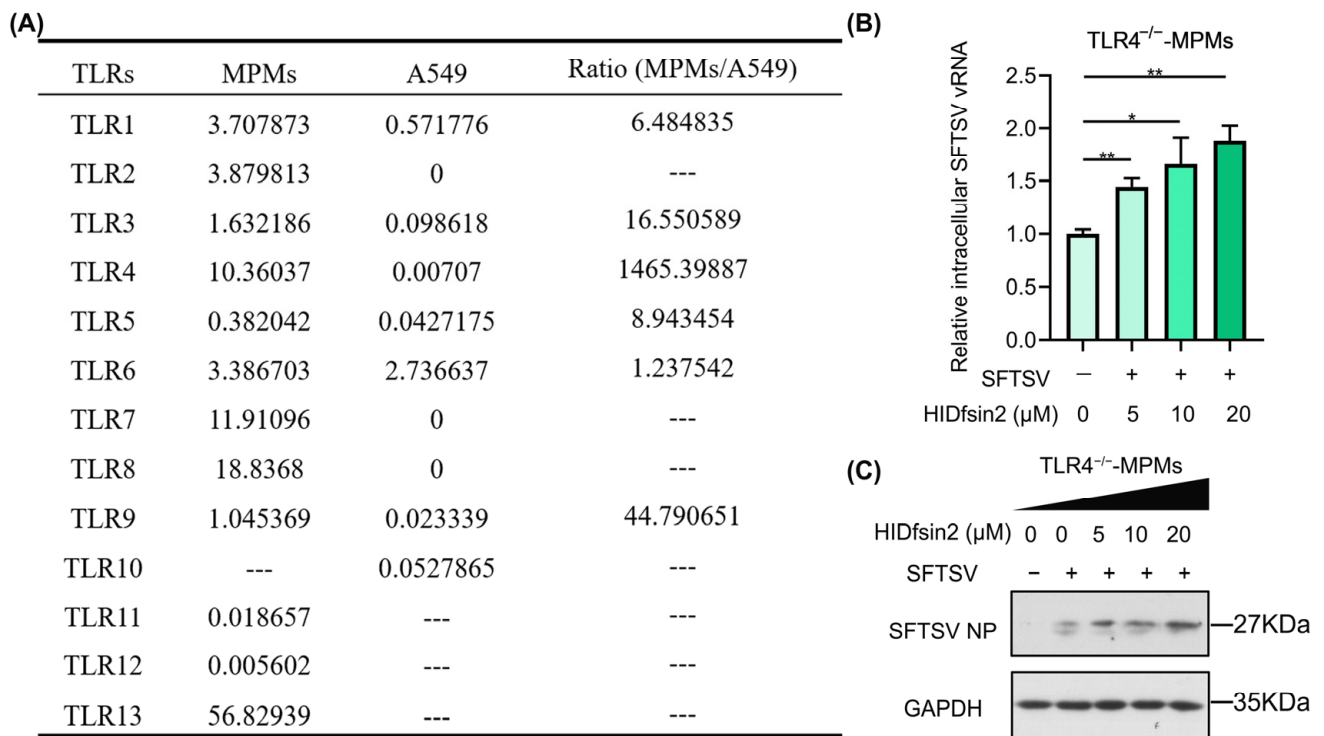 (A)
TLRs MPMs A549 Ratio (MPMs/A549)
TLR1 3.707873 0.571776 6.484835
TLR2 3.879813 0 ---
TLR3 1.632186 0.098618 16.550589
TLR4 10.36037 0.00707 1465.39887
TLR5 0.382042 0.0427175 8.943454
TLR6 3.386703 2.736637 1.237542
TLR7 11.91096 0 ---
TLR8 18.8368 0 ---
TLR9 1.045369 0.023339 44.790651
TLR10 --- 0.0527865 ---
TLR11 0.018657 --- ---
TLR12 0.005602 --- ---
TLR13 56.82939 --- ---
(B)
TLR4⁻/⁻-MPMs
Relative intracellular SFTSV vRNA
2.5
2.0
1.5
1.0
0.5
0.0
**
*
**
SFTSV — + + +
HIDfsin2 (µM) 0 5 10 20
(C)
TLR4⁻/⁻-MPMs
HIDfsin2 (µM) 0 0 5 10 20
SFTSV − + + + +
SFTSV NP —27KDa
GAPDH —35KDa